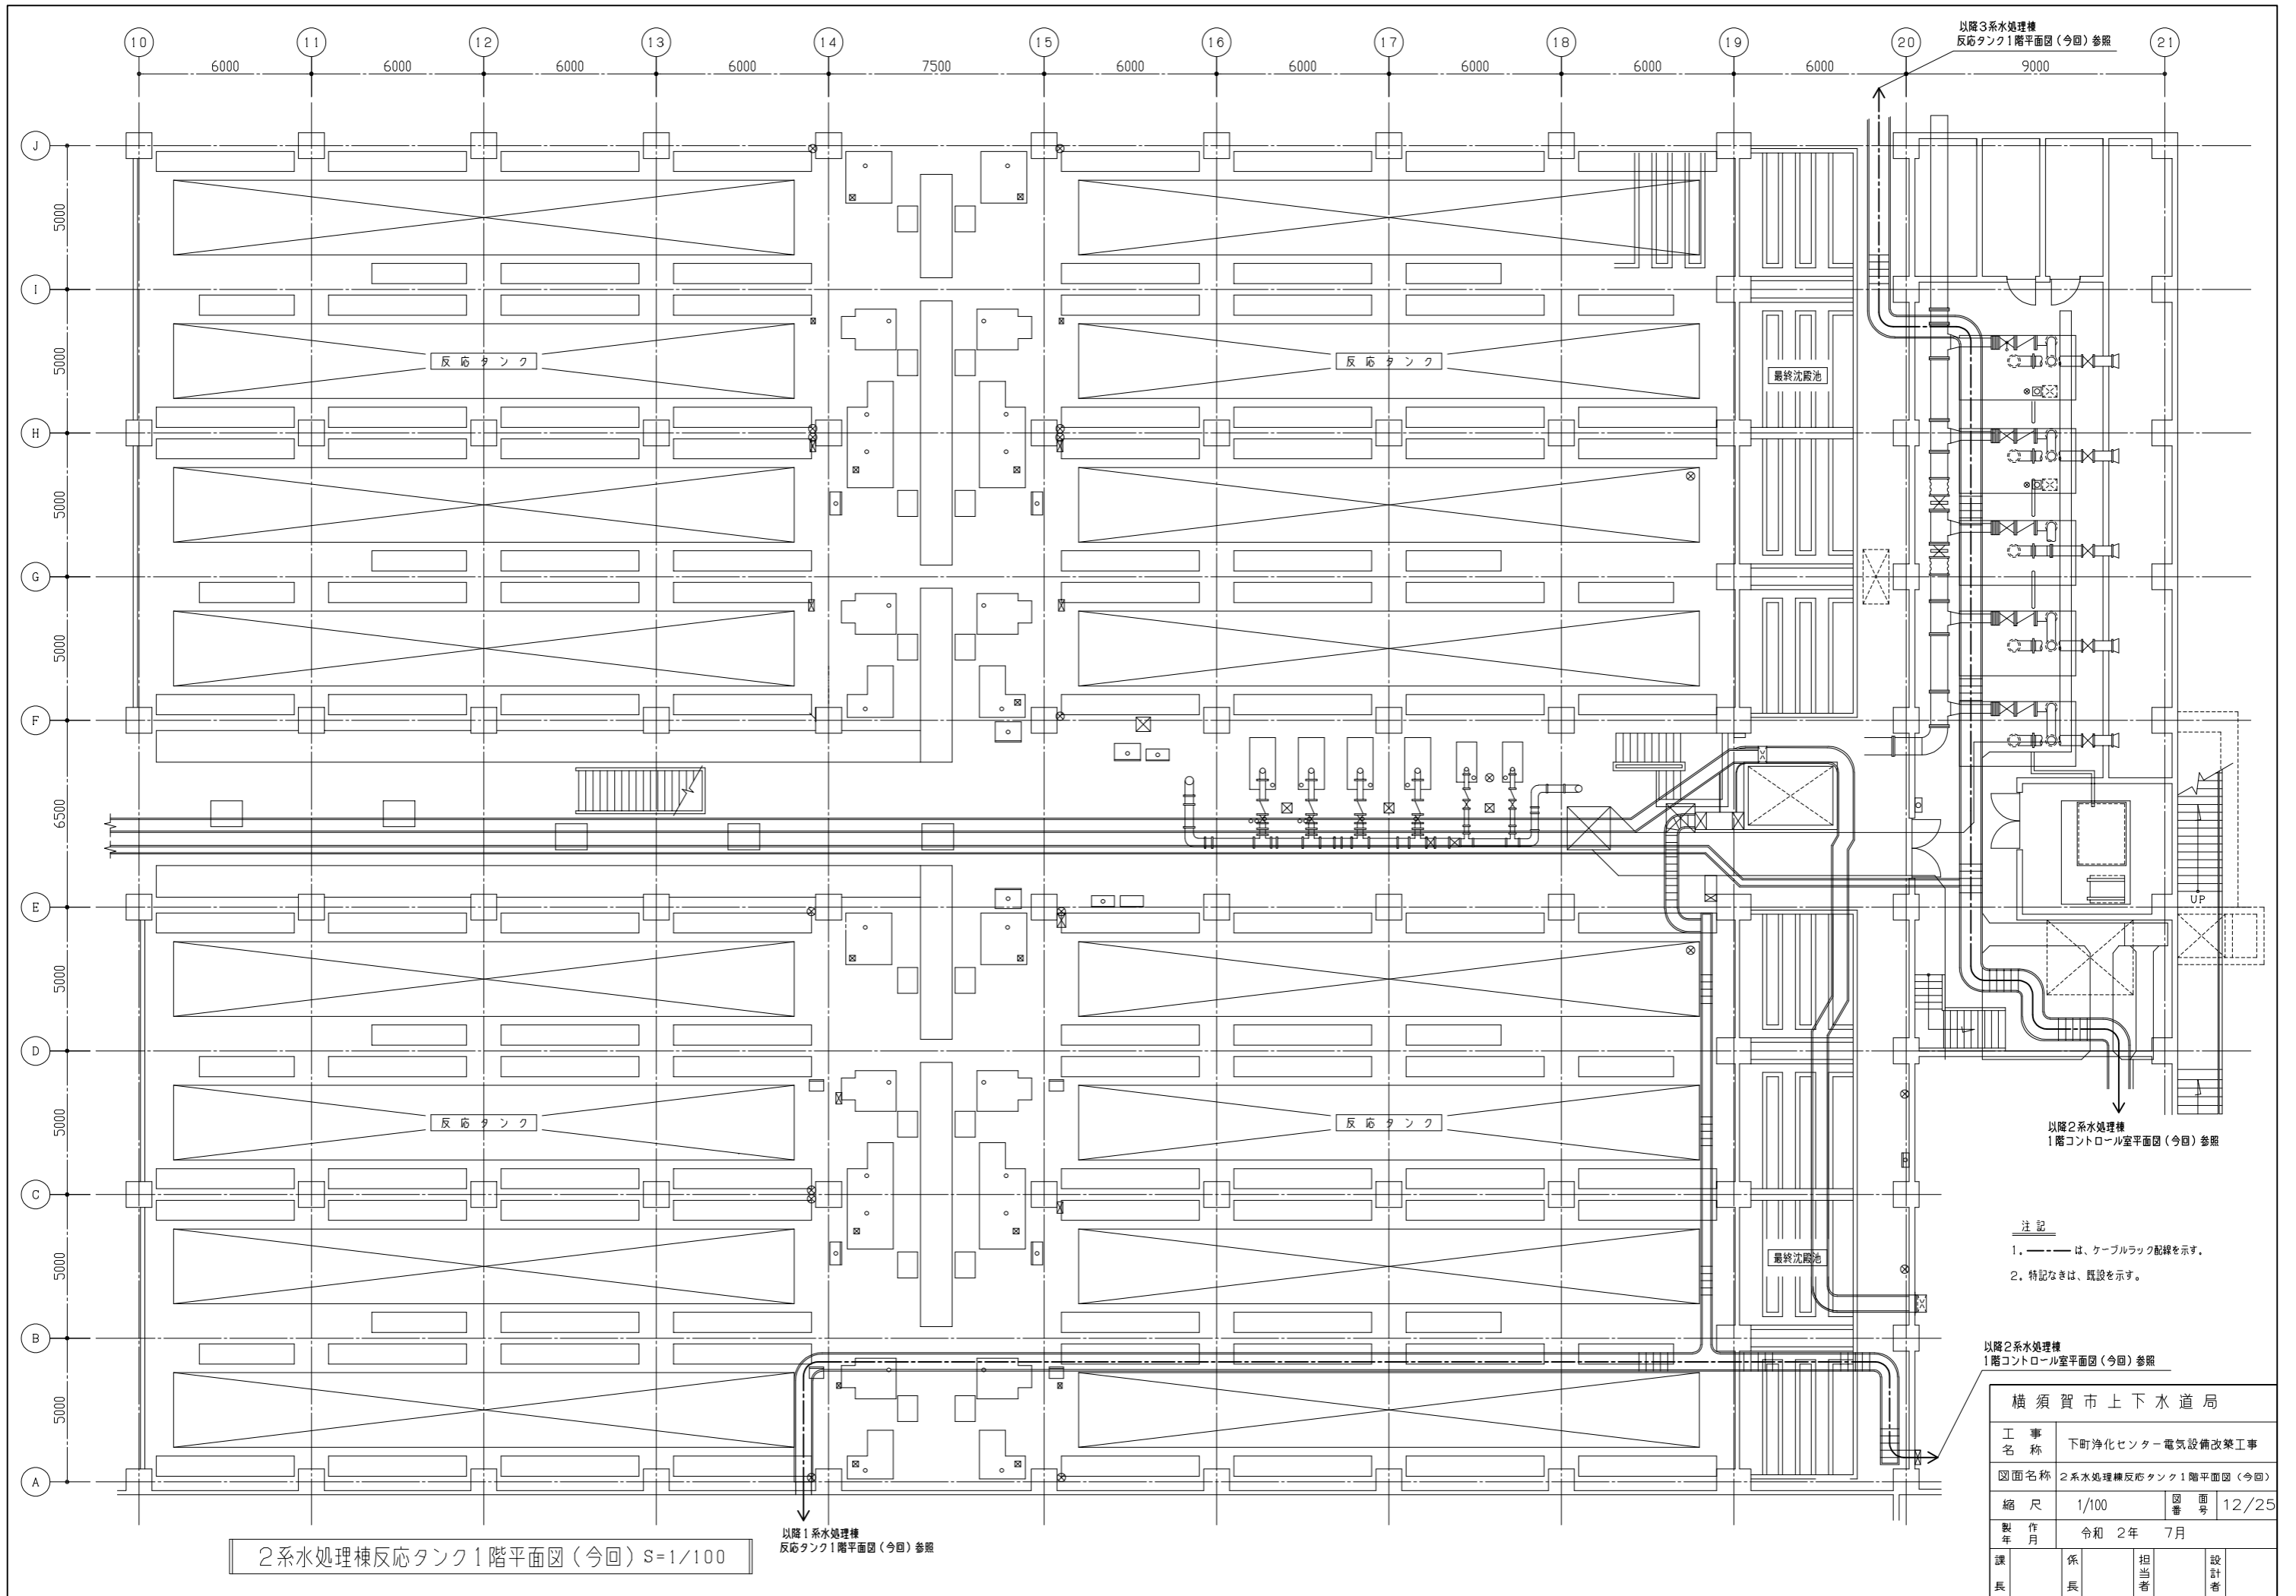 以降3系水処理棟
反応タンク1階平面図(今回)参照
10 11 12 13 14 15 16 17 18 19 20 21
6000 6000 6000 6000 7500 6000 6000 6000 6000 6000 9000
J
5000
I
5000
反応タンク 反応タンク
最終沈殿池
H
5000
G
5000
F
6500
E
UP
5000
D
5000
反応タンク 反応タンク
以降2系水処理棟
1階コントロール室平面図(今回)参照
C
5000
最終沈殿池
注記
1. は、ケーブルラック配線を示す。
2. 特記なきは、既設を示す。
B
5000
以降2系水処理棟
1階コントロール室平面図(今回)参照
A
以降1系水処理棟
反応タンク1階平面図(今回)参照
2系水処理棟反応タンク1階平面図(今回) S=1/100
横須賀市上下水道局
工事名称 下町浄化センター電気設備改築工事
図面名称 2系水処理棟反応タンク1階平面図(今回)
縮尺 1/100 図面番号 12/25
製作年月 令和 2年 7月
課長 係長 担当者 設計者